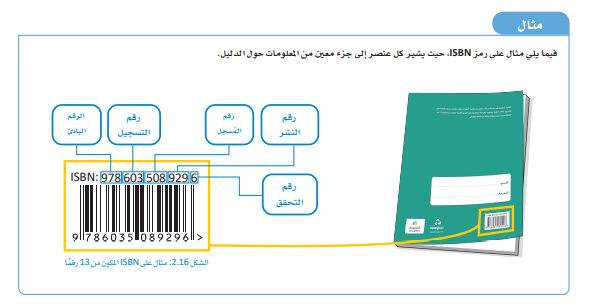 مثال
فيما يلي مثال على رمز ISBN، حيث يشير كل عنصر إلى جزء معين من المعلومات حول الدليل.
الرقم البادئ
رقم التسجيل
رقم المُسجل
رقم النشر
ISBN: 978 603 508 929 6
رقم التحقق
9 786035 089296 >
الشكل 2.16: مثال على ISBN المكون من 13 رقمًا